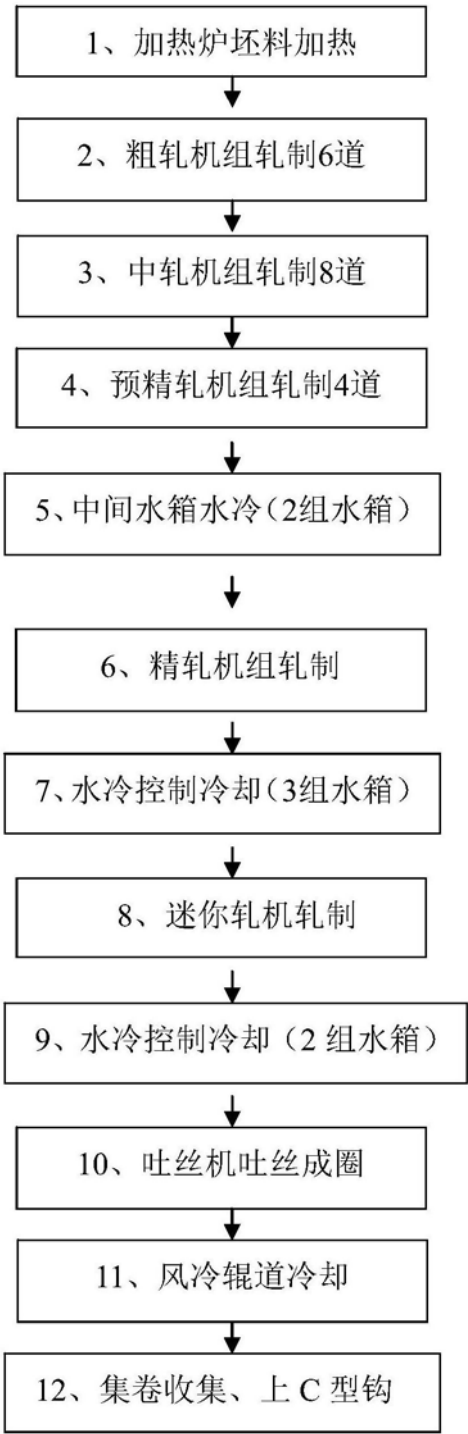 1、加热炉坯料加热
2、粗轧机组轧制6道
3、中轧机组轧制8道
4、预精轧机组轧制4道
5、中间水箱水冷（2组水箱）
6、精轧机组轧制
7、水冷控制冷却（3组水箱）
8、迷你轧机轧制
9、水冷控制冷却（2 组水箱）
10、吐丝机吐丝成圈
11、风冷辊道冷却
12、集卷收集、上 C 型钩